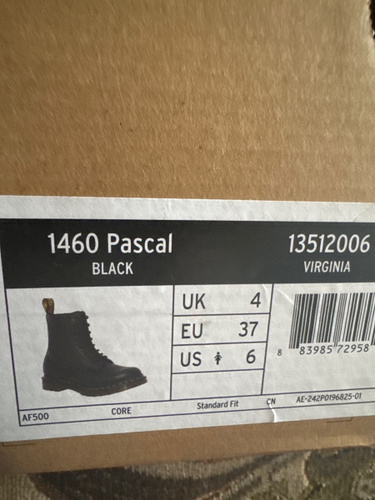 1460 Pascal
BLACK
13512006
VIRGINIA
UK 4
EU 37
US 6
8 83985 72958
AF500
CORE
Standard Fit
CN
AE-242P0196825-01